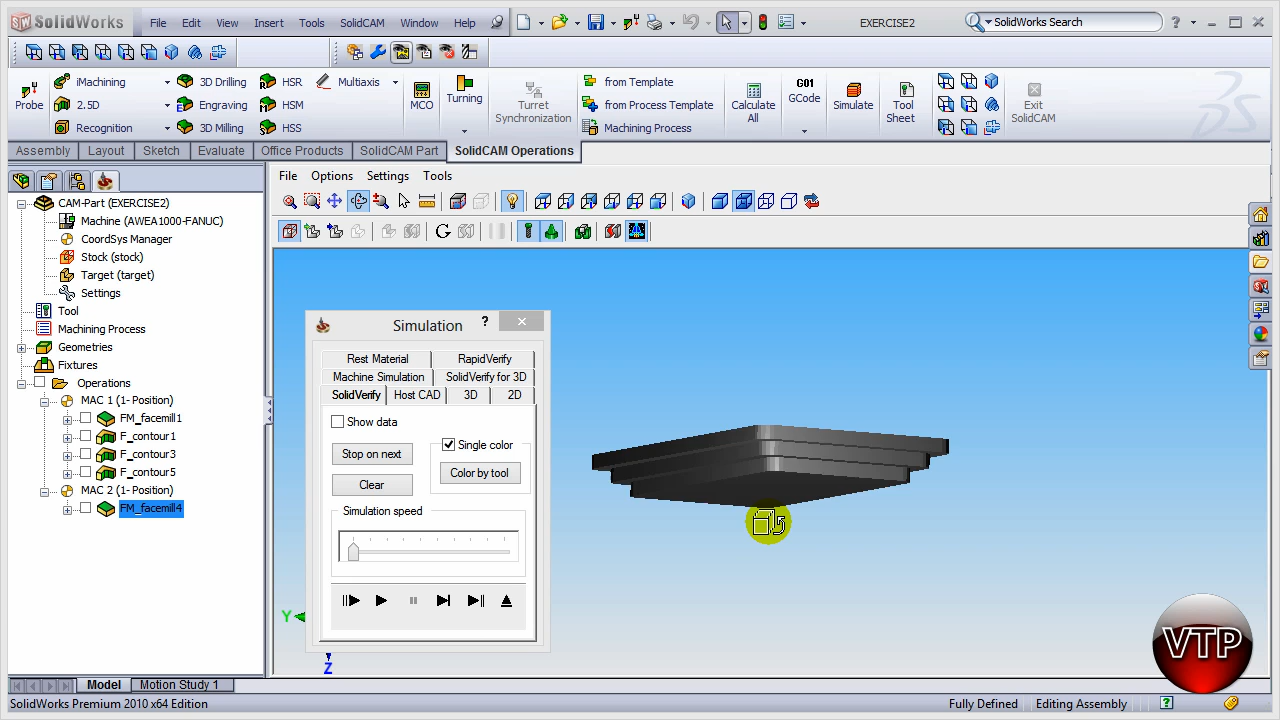 SolidWorks File Edit View Insert Tools SolidCAM Window Help EXERCISE2 SolidWorks Search ?
Probe
iMachining 3D Drilling HSR Multiaxis
2.5D Engraving HSM
Recognition 3D Milling HSS
MCO Turning Turret Synchronization
from Template
from Process Template
Machining Process
Calculate All
G01
GCode Simulate Tool Sheet Exit SolidCAM
Assembly Layout Sketch Evaluate Office Products SolidCAM Part SolidCAM Operations
File Options Settings Tools
CAM-Part (EXERCISE2)
Machine (AWEA1000-FANUC)
CoordSys Manager
Stock (stock)
Target (target)
Settings
Tool
Machining Process
Geometries
Fixtures
Operations
MAC 1 (1- Position)
FM_facemill1
F_contour1
F_contour3
F_contour5
MAC 2 (1- Position)
FM_facemill4
Simulation ?
Rest Material RapidVerify
Machine Simulation SolidVerify for 3D
SolidVerify Host CAD 3D 2D
Show data
Stop on next
Clear
Single color
Color by tool
Simulation speed
Y
Z
VTP
Model Motion Study 1
SolidWorks Premium 2010 x64 Edition Fully Defined Editing Assembly ?